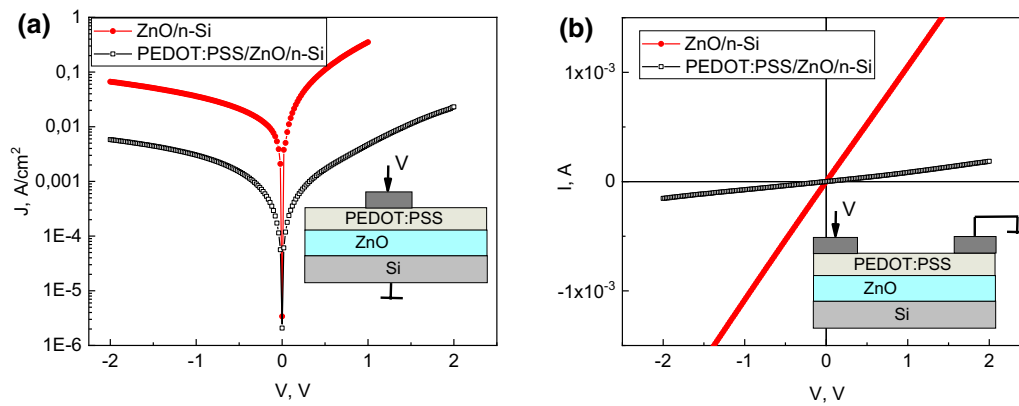 (a)
ZnO/n-Si
PEDOT:PSS/ZnO/n-Si
1
0,1
0,01
0,001
1E-4
1E-5
1E-6
J, A/cm²
V
PEDOT:PSS
ZnO
Si
-2
-1
0
1
2
V, V
(b)
ZnO/n-Si
PEDOT:PSS/ZnO/n-Si
1x10⁻³
0
-1x10⁻³
I, A
V
PEDOT:PSS
ZnO
Si
-2
-1
0
1
2
V, V